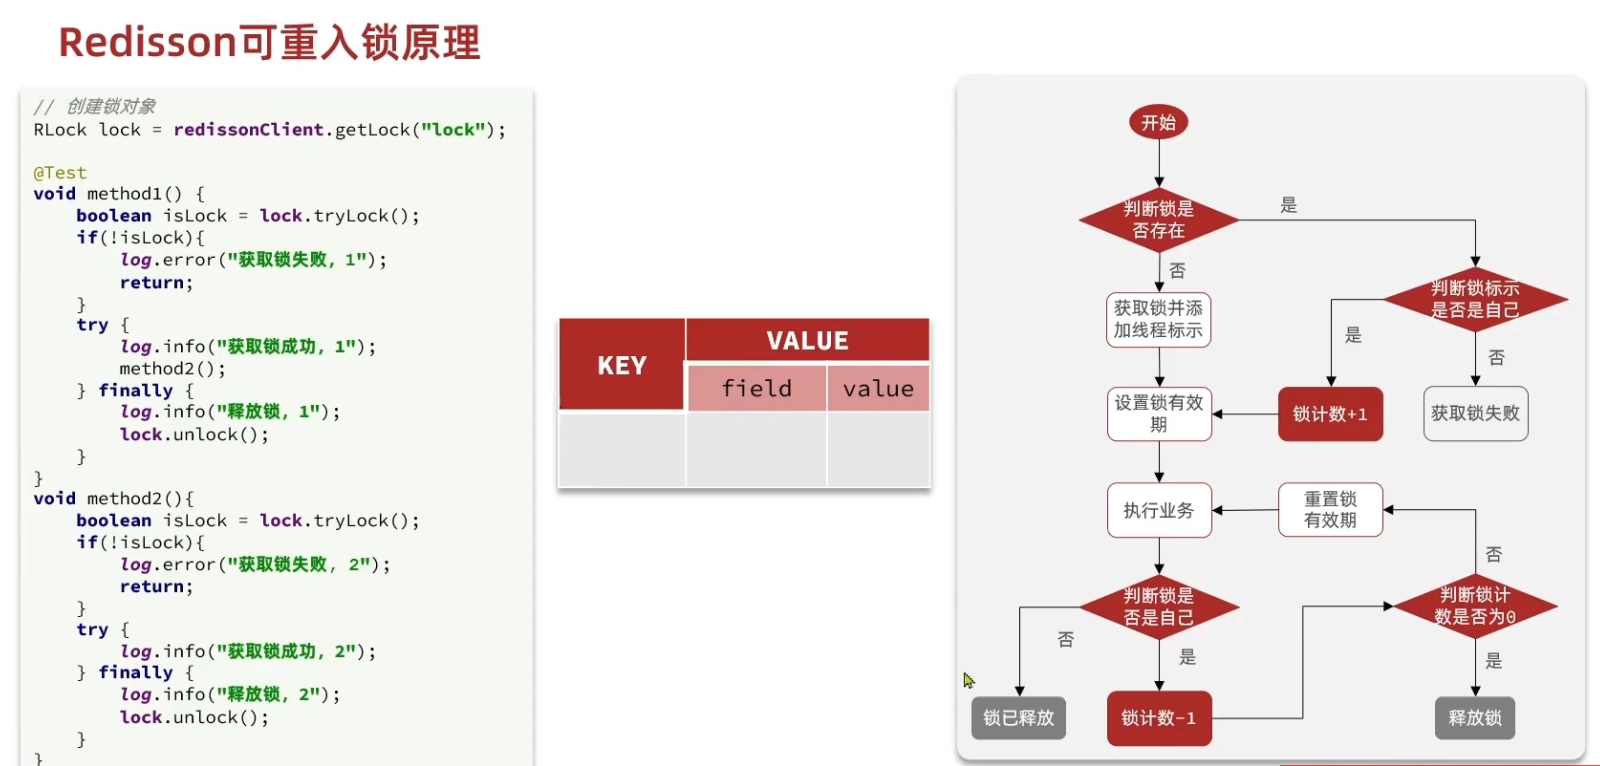 Redisson可重入锁原理
// 创建锁对象
RLock lock = redissonClient.getLock("lock");
@Test
void method1() {
boolean isLock = lock.tryLock();
if(!isLock){
log.error("获取锁失败, 1");
return;
}
try {
log.info("获取锁成功, 1");
method2();
} finally {
log.info("释放锁, 1");
lock.unlock();
}
}
void method2(){
boolean isLock = lock.tryLock();
if(!isLock){
log.error("获取锁失败, 2");
return;
}
try {
log.info("获取锁成功, 2");
} finally {
log.info("释放锁, 2");
lock.unlock();
}
}
KEY
VALUE
field
value
开始
判断锁是
否存在
是
否
获取锁并添
加线程标示
判断锁标示
是否是自己
是
否
设置锁有效
期
锁计数+1
获取锁失败
执行业务
重置锁
有效期
否
判断锁是
否是自己
判断锁计
数是否为0
否
是
是
锁已释放
锁计数-1
释放锁